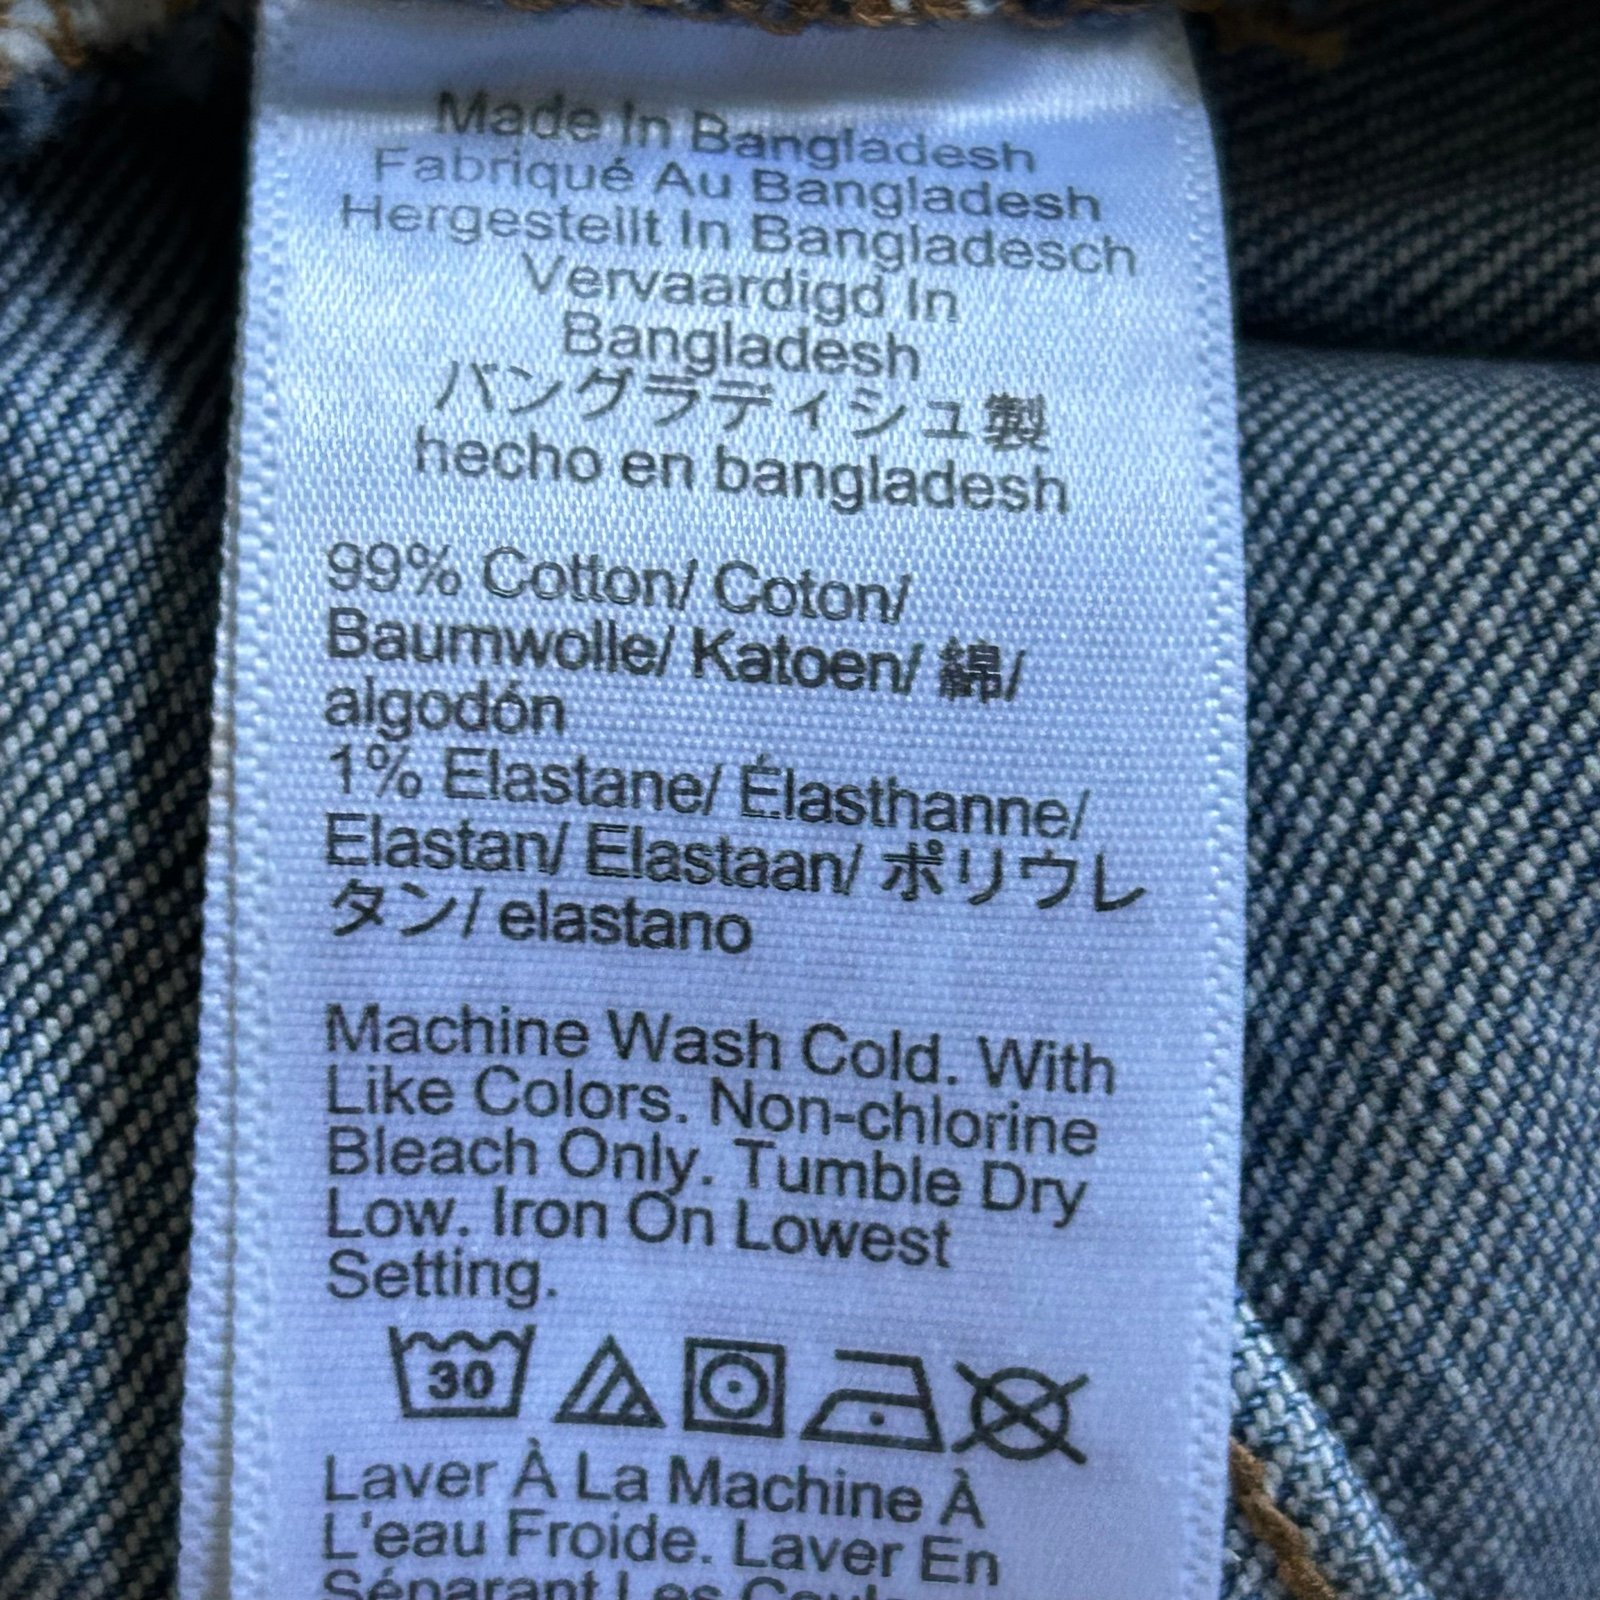 Made In Bangladesh
Fabriqué Au Bangladesh
Hergestellt In Bangladesch
Vervaardigd In
Bangladesh
バングラディシュ製
hecho en bangladesh
99% Cotton/ Coton/
Baumwolle/ Katoen/ 綿/
algodón
1% Elastane/ Élasthanne/
Elastan/ Elastaan/ ポリウレ
タン/ elastano
Machine Wash Cold. With
Like Colors. Non-chlorine
Bleach Only. Tumble Dry
Low. Iron On Lowest
Setting.
30
Laver À La Machine À
L'eau Froide. Laver En
Séparant Les